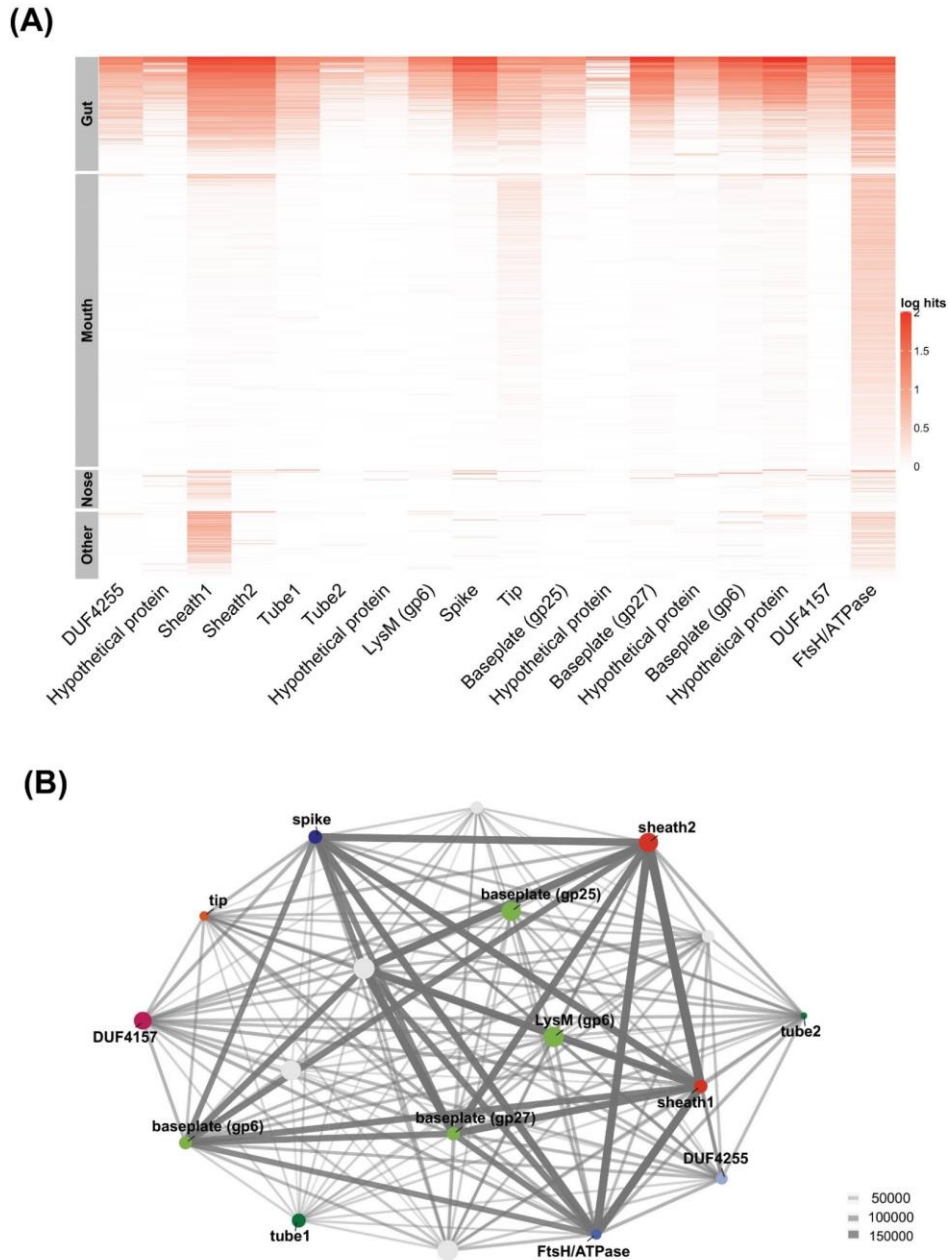 (A)
Gut
Mouth
Nose
Other
log hits
2
1.5
1
0.5
0
DUF4255
Hypothetical protein
Sheath1
Sheath2
Tube1
Tube2
Hypothetical protein
LysM (gp6)
Spike
Tip
Baseplate (gp25)
Hypothetical protein
Baseplate (gp27)
Hypothetical protein
Baseplate (gp6)
Hypothetical protein
DUF4157
FtsH/ATPase
(B)
spike
sheath2
baseplate (gp25)
tip
LysM (gp6)
DUF4157
tube2
sheath1
baseplate (gp6)
baseplate (gp27)
DUF4255
tube1
FtsH/ATPase
50000
100000
150000